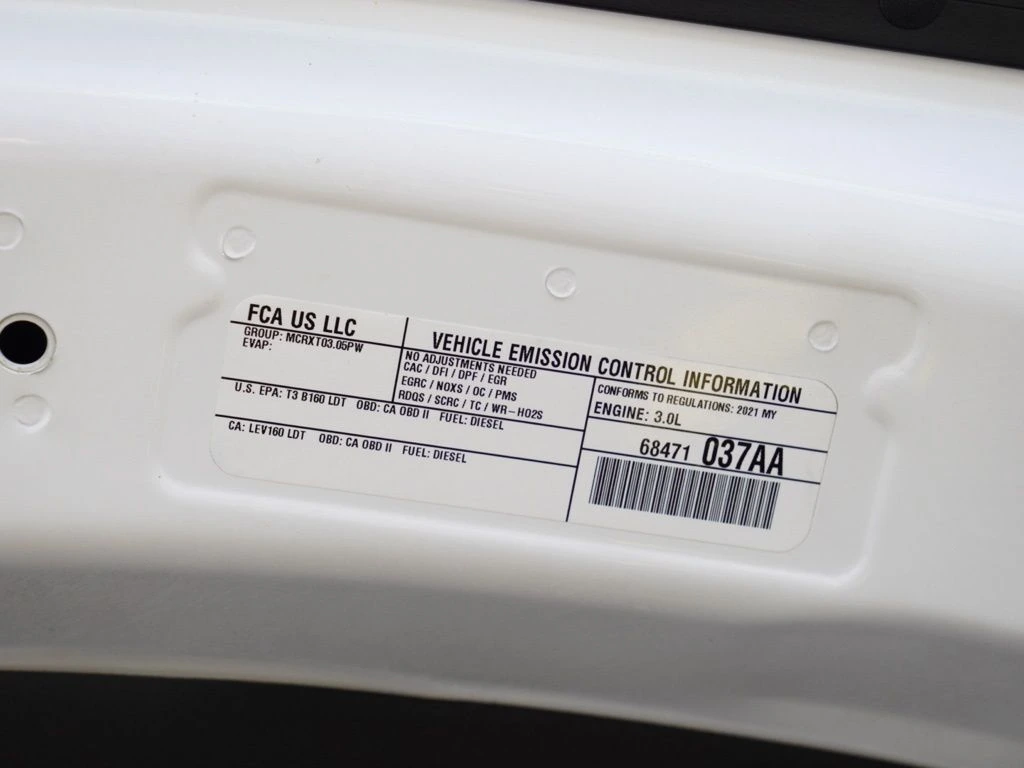 FCA US LLC
GROUP: MCRXT03.05PW
EVAP:
VEHICLE EMISSION CONTROL INFORMATION
NO ADJUSTMENTS NEEDED
CAC / DFI / DPF / EGR
EGRC / NOXS / OC / PMS
RDQS / SCRC / TC / WR-HO2S
CONFORMS TO REGULATIONS: 2021 MY
ENGINE: 3.0L
U.S. EPA: T3 B160 LDT OBD: CA OBD II FUEL: DIESEL
CA: LEV160 LDT OBD: CA OBD II FUEL: DIESEL
68471 037AA